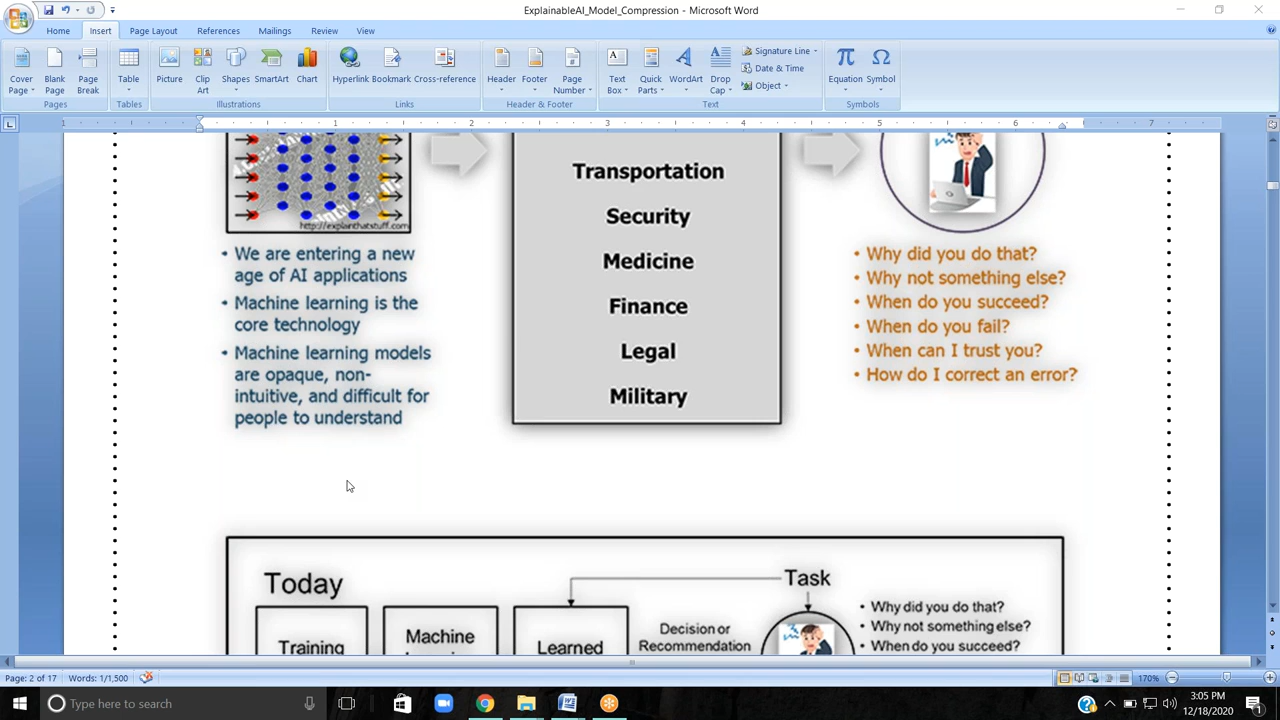 ExplainableAI_Model_Compression - Microsoft Word
Home Insert Page Layout References Mailings Review View
Cover Page
Blank Page
Page Break
Table
Picture
Clip Art
Shapes
SmartArt
Chart
Hyperlink
Bookmark
Cross-reference
Header
Footer
Page Number
Text Box
Quick Parts
WordArt
Drop Cap
Signature Line
Date & Time
Object
Equation
Symbol
Pages Tables Illustrations Links Header & Footer Text Symbols
1 1 2 3 4 5 6 7
http://explainthatstuff.com
• We are entering a new
age of AI applications
• Machine learning is the
core technology
• Machine learning models
are opaque, non-
intuitive, and difficult for
people to understand
Transportation
Security
Medicine
Finance
Legal
Military
• Why did you do that?
• Why not something else?
• When do you succeed?
• When do you fail?
• When can I trust you?
• How do I correct an error?
Today
Training
Machine
Learned
Decision or
Recommendation
Task
• Why did you do that?
• Why not something else?
• When do you succeed?
Page: 2 of 17 Words: 1/1,500 170%
Type here to search
3:05 PM
12/18/2020